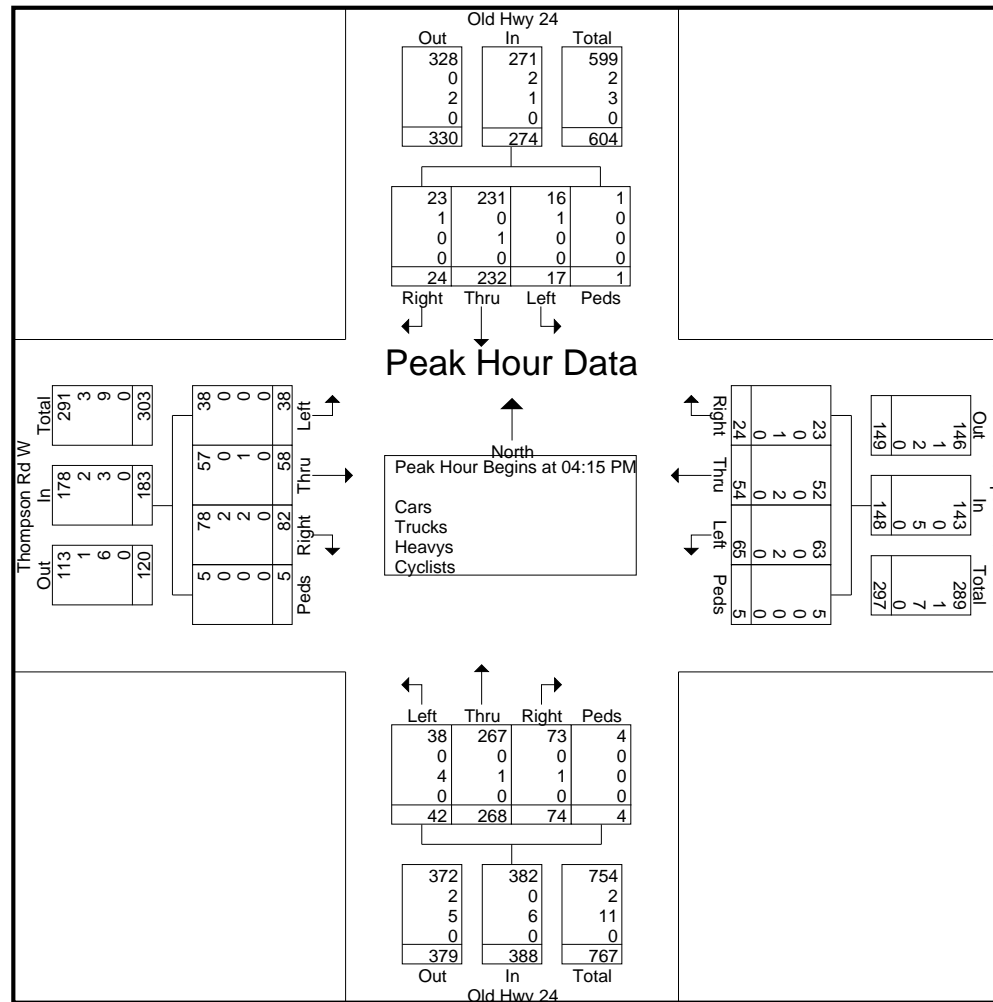 Old Hwy 24
Out In Total
328 271 599
0 2 2
2 1 3
0 0 0
330 274 604
23 231 16 1
1 0 1 0
0 1 0 0
0 0 0 0
24 232 17 1
Right Thru Left Peds
Peak Hour Data
North
Peak Hour Begins at 04:15 PM
Cars
Trucks
Heavys
Cyclists
Thompson Rd W
Out In Total
113 178 291
1 2 3
6 3 9
0 0 0
120 183 303
5 78 57 38
0 2 0 0
0 2 1 0
0 0 0 0
5 82 58 38
Peds Right Thru Left
Out In Total
146 143 289
1 0 1
2 5 7
0 0 0
149 148 297
23 52 63 5
0 0 0 0
1 2 2 0
0 0 0 0
24 54 65 5
Right Thru Left Peds
Left Thru Right Peds
38 267 73 4
0 0 0 0
4 1 1 0
0 0 0 0
42 268 74 4
372 382 754
2 0 2
5 6 11
0 0 0
379 388 767
Out In Total
Old Hwy 24